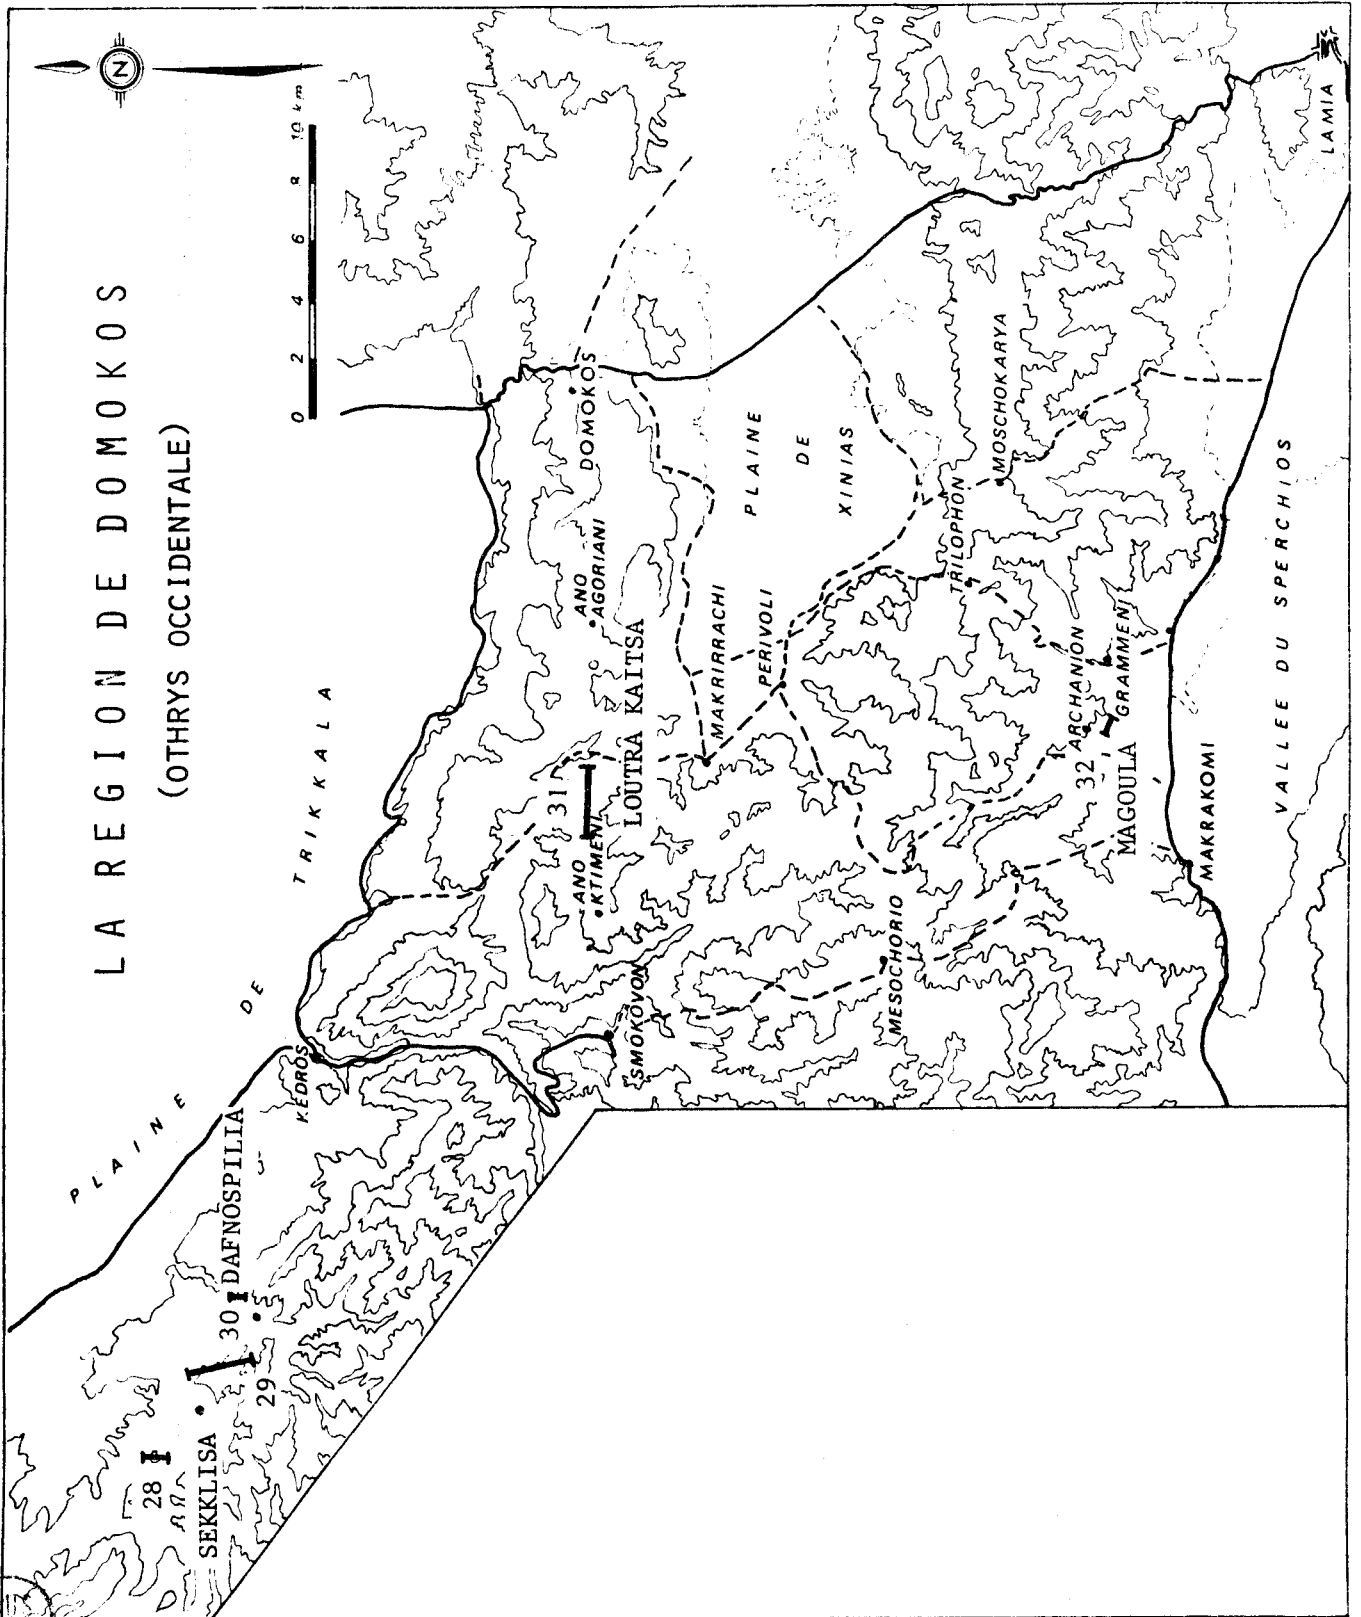 LA REGION DE DOMOKOS
(OTHRYS OCCIDENTALE)
N
0 2 4 6 8 10 km
PLAINE DE TRIKKALA
28
SEKKLISA
29
30 DAFNOSPILIA
KEDROS
SMOKOVON
ANO
KTIMENI
31
LOUTRA KAITSA
ANO
AGORIANI
DOMOKOS
MAKRIRRACHI
PERIVOLI
PLAINE
DE
XINIAS
MESOCHORIO
TRILOPHON
MOSCHOKARYA
ARCHANION
32
GRAMMENI
MAGOULA
MAKRAKOMI
VALLEE DU SPERCHIOS
LAMIA